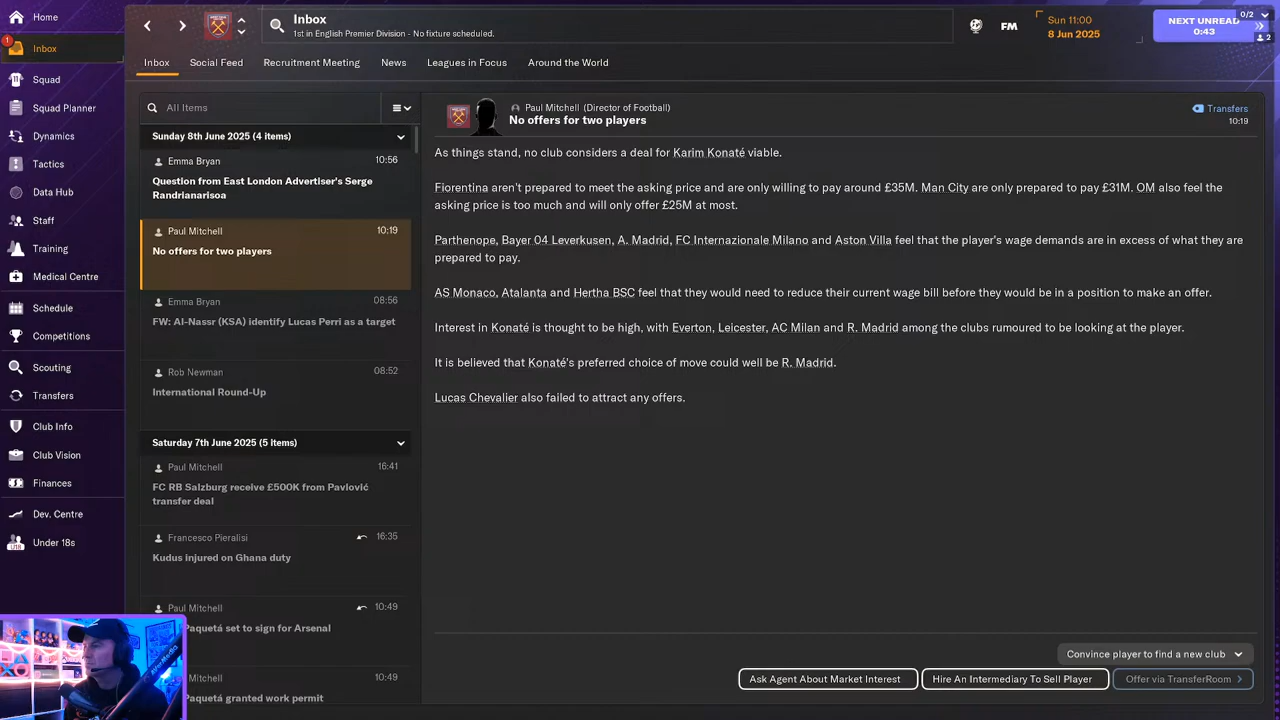 Home
1
Inbox
Squad
Squad Planner
Dynamics
Tactics
Data Hub
Staff
Training
Medical Centre
Schedule
Competitions
Scouting
Transfers
Club Info
Club Vision
Finances
Dev. Centre
Under 18s
Inbox
1st in English Premier Division - No fixture scheduled.
FM
Sun 11:00
8 Jun 2025
NEXT UNREAD
0:43
0/2
2
Inbox
Social Feed
Recruitment Meeting
News
Leagues in Focus
Around the World
All Items
Sunday 8th June 2025 (4 items)
Emma Bryan
10:56
Question from East London Advertiser's Serge
Randrianarisoa
Paul Mitchell
10:19
No offers for two players
Emma Bryan
08:56
FW: Al-Nassr (KSA) identify Lucas Perri as a target
Rob Newman
08:52
International Round-Up
Saturday 7th June 2025 (5 items)
Paul Mitchell
16:41
FC RB Salzburg receive £500K from Pavlović
transfer deal
Francesco Pieralisi
16:35
Kudus injured on Ghana duty
Paul Mitchell
10:49
Paquetá set to sign for Arsenal
Mitchell
10:49
Paquetá granted work permit
Paul Mitchell (Director of Football)
No offers for two players
Transfers
10:19
As things stand, no club considers a deal for Karim Konaté viable.
Fiorentina aren't prepared to meet the asking price and are only willing to pay around £35M. Man City are only prepared to pay £31M. OM also feel the
asking price is too much and will only offer £25M at most.
Parthenope, Bayer 04 Leverkusen, A. Madrid, FC Internazionale Milano and Aston Villa feel that the player's wage demands are in excess of what they are
prepared to pay.
AS Monaco, Atalanta and Hertha BSC feel that they would need to reduce their current wage bill before they would be in a position to make an offer.
Interest in Konaté is thought to be high, with Everton, Leicester, AC Milan and R. Madrid among the clubs rumoured to be looking at the player.
It is believed that Konaté's preferred choice of move could well be R. Madrid.
Lucas Chevalier also failed to attract any offers.
Convince player to find a new club
Ask Agent About Market Interest
Hire An Intermediary To Sell Player
Offer via TransferRoom